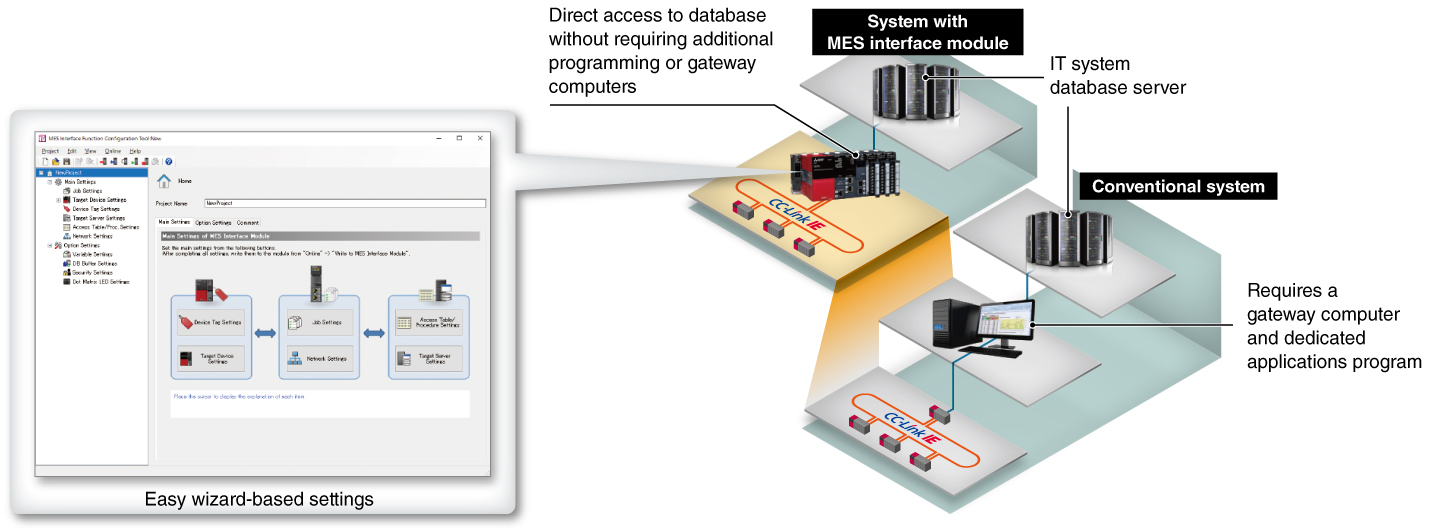 Direct access to database
without requiring additional
programming or gateway
computers
System with
MES interface module
IT system
database server
Conventional system
Requires a
gateway computer
and dedicated
applications program
CC-Link IE
CC-Link IE
MES Interface Function Configuration Tool New
Project Edit View Online Help
NewProject
Main Settings
Job Settings
Target Device Settings
Device Tag Settings
Target Server Settings
Access Table/Proc. Settings
Network Settings
Option Settings
Variable Settings
DB Buffer Settings
Security Settings
Dot Matrix LED Settings
Home
Project Name NewProject
Main Settings Option Settings Comment
Main Settings of MES Interface Module
Set the main settings from the following buttons.
After completing all settings, write them to the module from "Online" -> "Write to MES Interface Module".
Device Tag Settings
Target Device
Settings
Job Settings
Network Settings
Access Table/
Procedure Settings
Target Server
Settings
Place the cursor to display the explanation of each item
Easy wizard-based settings